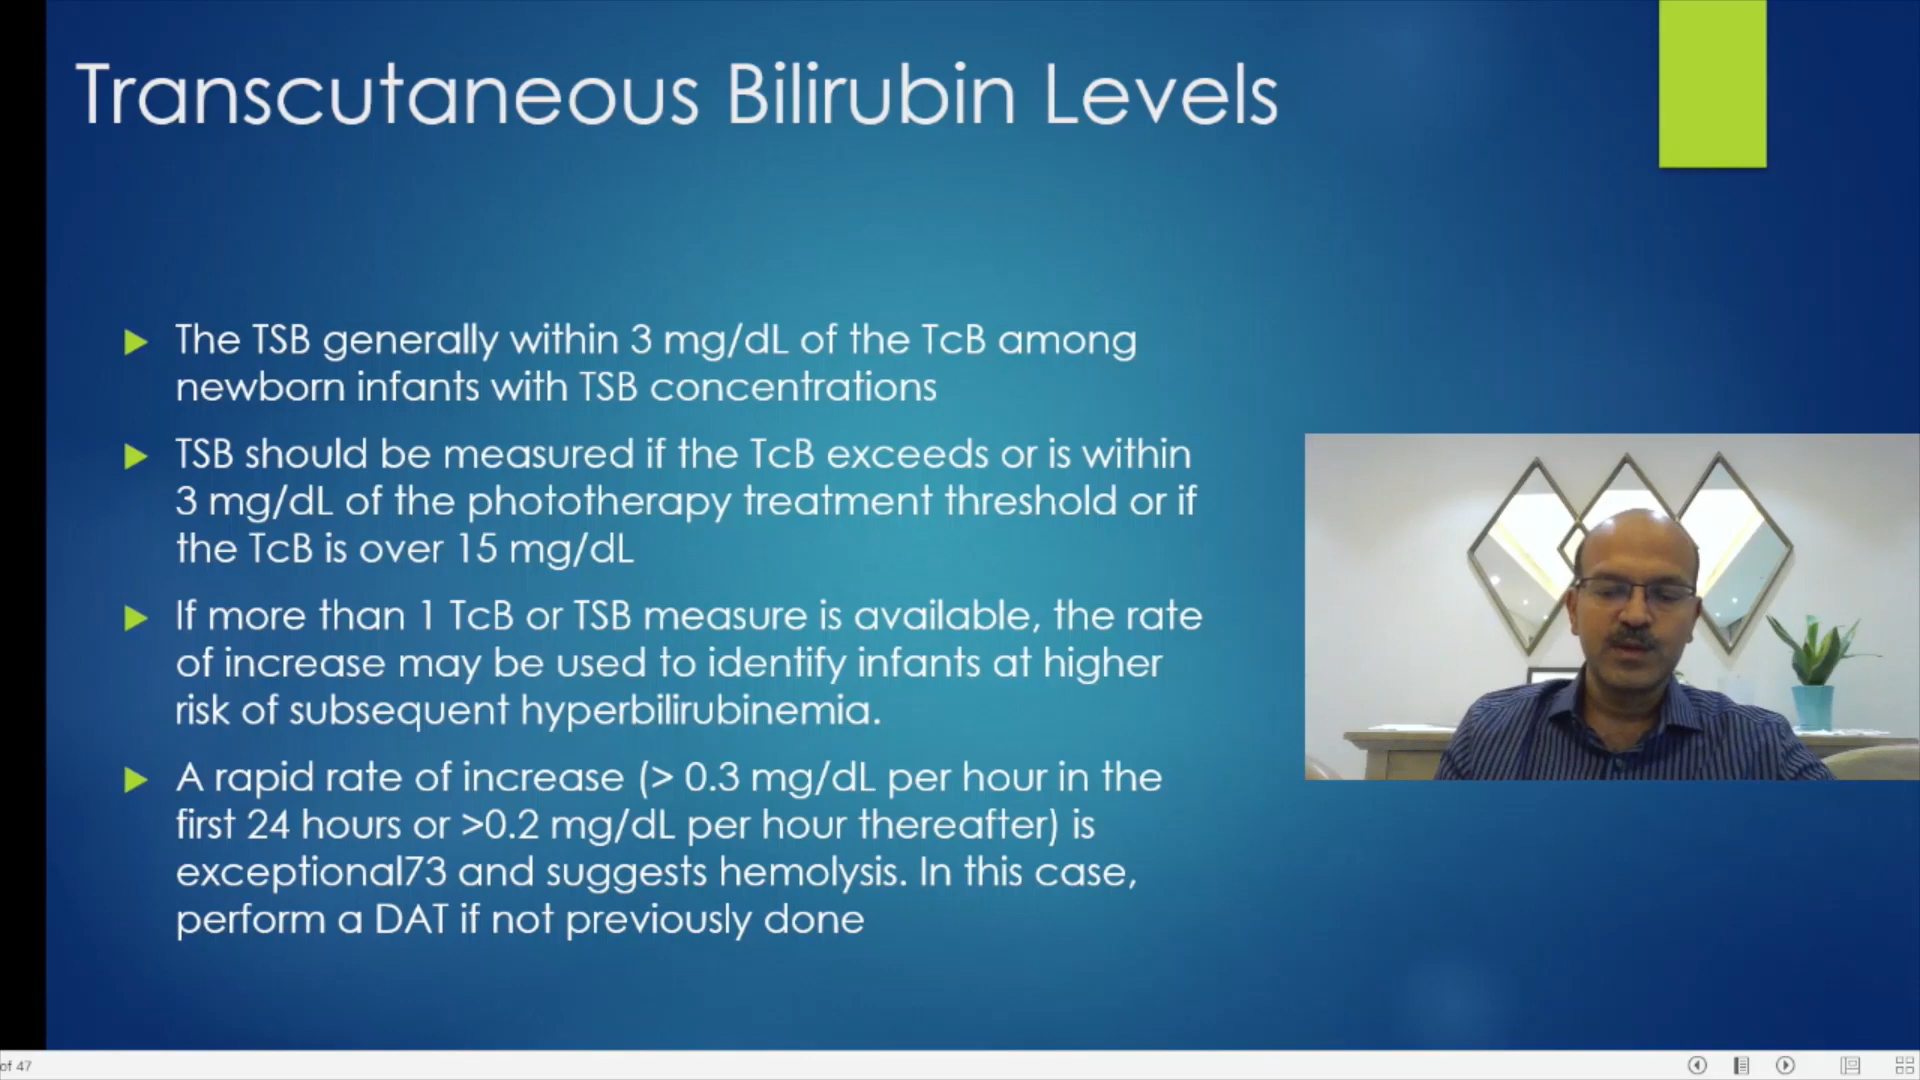 Transcutaneous Bilirubin Levels
The TSB generally within 3 mg/dL of the TcB among
newborn infants with TSB concentrations
TSB should be measured if the TcB exceeds or is within
3 mg/dL of the phototherapy treatment threshold or if
the TcB is over 15 mg/dL
If more than 1 TcB or TSB measure is available, the rate
of increase may be used to identify infants at higher
risk of subsequent hyperbilirubinemia.
A rapid rate of increase (> 0.3 mg/dL per hour in the
first 24 hours or >0.2 mg/dL per hour thereafter) is
exceptional73 and suggests hemolysis. In this case,
perform a DAT if not previously done
of 47